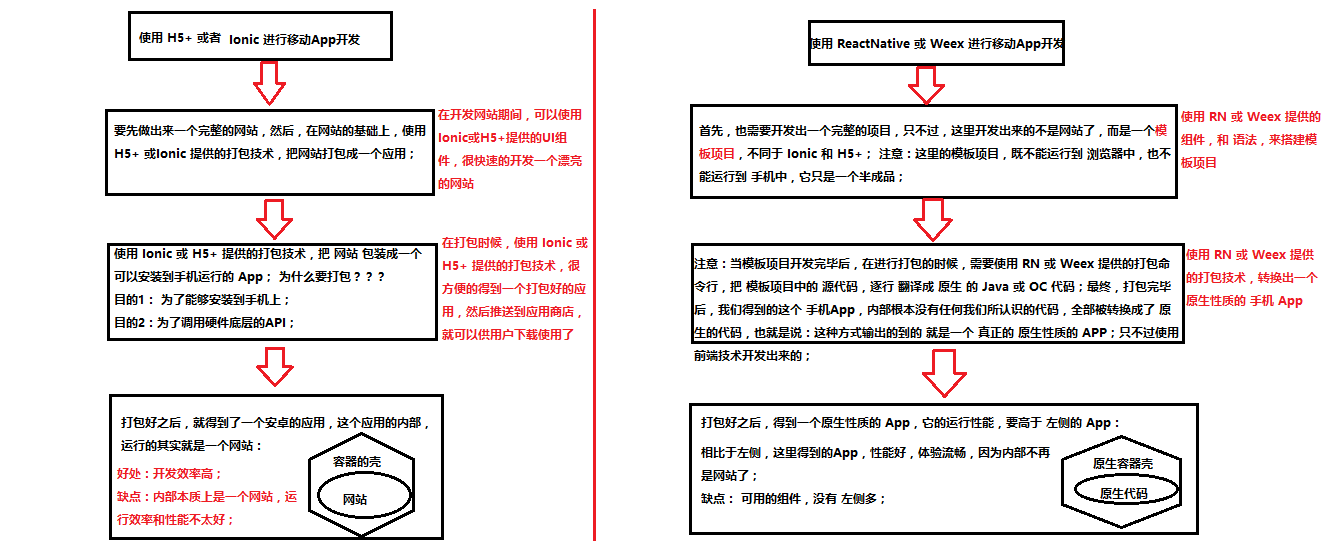 使用 H5+ 或者 Ionic 进行移动App开发
要先做出来一个完整的网站，然后，在网站的基础上，使用
H5+ 或Ionic 提供的打包技术，把网站打包成一个应用；
在开发网站期间，可以使用
Ionic或H5+提供的UI组
件，很快速的开发一个漂亮
的网站
使用 Ionic 或 H5+ 提供的打包技术，把 网站 包装成一个
可以安装到手机运行的 App； 为什么要打包？？？
目的1： 为了能够安装到手机上；
目的2：为了调用硬件底层的API；
在打包时候，使用 Ionic 或
H5+ 提供的打包技术，很
方便的得到一个打包好的应
用，然后推送到应用商店，
就可以供用户下载使用了
打包好之后，就得到了一个安卓的应用，这个应用的内部，
运行的其实就是一个网站：
好处：开发效率高；
缺点：内部本质上是一个网站，运
行效率和性能不太好；
容器的壳
网站
使用 ReactNative 或 Weex 进行移动App开发
首先，也需要开发出一个完整的项目，只不过，这里开发出来的不是网站了，而是一个模
板项目，不同于 Ionic 和 H5+； 注意：这里的模板项目，既不能运行到 浏览器中，也不
能运行到 手机中，它只是一个半成品；
使用 RN 或 Weex 提供的
组件，和 语法，来搭建模
板项目
注意：当模板项目开发完毕后，在进行打包的时候，需要使用 RN 或 Weex 提供的打包命
令行，把 模板项目中的 源代码，逐行 翻译成 原生 的 Java 或 OC 代码；最终，打包完毕
后，我们得到的这个 手机App，内部根本没有任何我们所认识的代码，全部被转换成了 原
生的代码，也就是说：这种方式输出的到的 就是一个 真正的 原生性质的 APP；只不过使用
前端技术开发出来的；
使用 RN 或 Weex 提供
的打包技术，转换出一个
原生性质的 手机 App
打包好之后，得到一个原生性质的 App，它的运行性能，要高于 左侧的 App：
相比于左侧，这里得到的App，性能好，体验流畅，因为内部不再
是网站了；
缺点： 可用的组件，没有 左侧多；
原生容器壳
原生代码